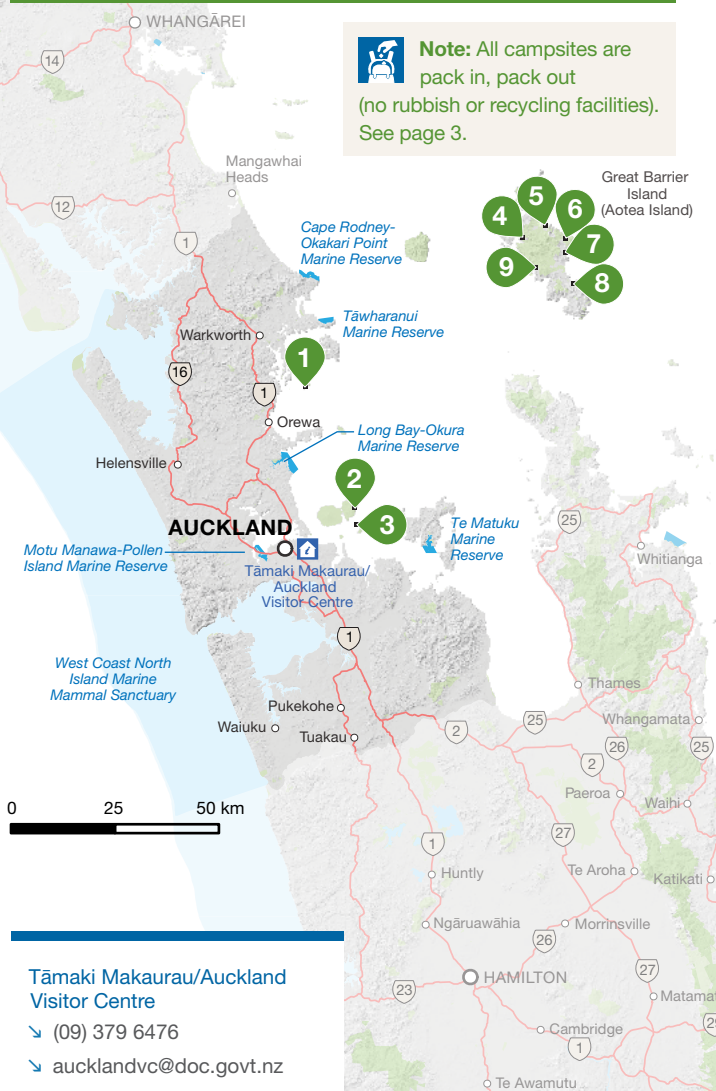 WHANGĀREI
14
Note: All campsites are
pack in, pack out
(no rubbish or recycling facilities).
See page 3.
Mangawhai
Heads
12
1
Great Barrier
Island
(Aotea Island)
4
5
6
7
8
9
Cape Rodney-
Okakari Point
Marine Reserve
Tāwharanui
Marine Reserve
Warkworth
16
1
1
Orewa
Long Bay-Okura
Marine Reserve
Helensville
2
3
AUCKLAND
Te Matuku
Marine
Reserve
Motu Manawa-Pollen
Island Marine Reserve
Tāmaki Makaurau/
Auckland
Visitor Centre
25
Whitianga
1
West Coast North
Island Marine
Mammal Sanctuary
Thames
Pukekohe
Waiuku
Tuakau
2
25
Whangamata
26
25
2
Paeroa
Waihi
0 25 50 km
27
1
Huntly
Te Aroha
Katikati
Ngāruawāhia
Morrinsville
26
HAMILTON
27
23
Matamat
Cambridge
1
Te Awamutu
Tāmaki Makaurau/Auckland
Visitor Centre
↘ (09) 379 6476
↘ aucklandvc@doc.govt.nz